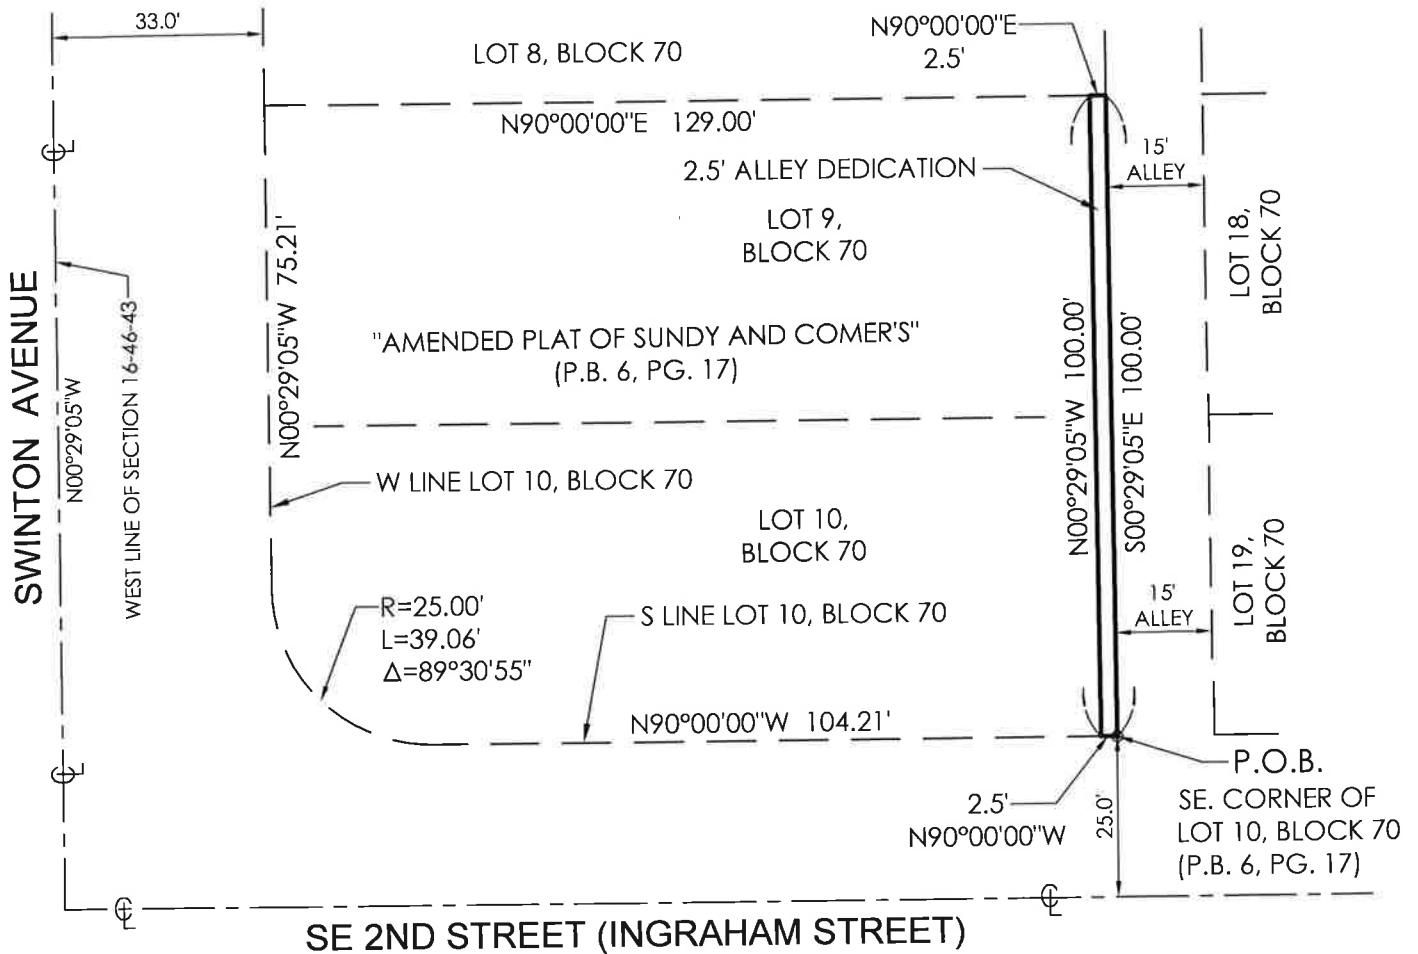 33.0'
LOT 8, BLOCK 70
N90°00'00"E
2.5'
N90°00'00"E 129.00'
2.5' ALLEY DEDICATION
15'
ALLEY
LOT 9,
BLOCK 70
LOT 18,
BLOCK 70
N00°29'05"W 75.21'
SWINTON AVENUE
N00°29'05"W
WEST LINE OF SECTION 16-46-43
"AMENDED PLAT OF SUNDY AND COMER'S"
(P.B. 6, PG. 17)
N00°29'05"W 100.00'
S00°29'05"E 100.00'
W LINE LOT 10, BLOCK 70
LOT 10,
BLOCK 70
LOT 19,
BLOCK 70
R=25.00'
L=39.06'
Δ=89°30'55"
S LINE LOT 10, BLOCK 70
15'
ALLEY
N90°00'00"W 104.21'
P.O.B.
SE. CORNER OF
LOT 10, BLOCK 70
(P.B. 6, PG. 17)
2.5'
N90°00'00"W
25.0'
SE 2ND STREET (INGRAHAM STREET)